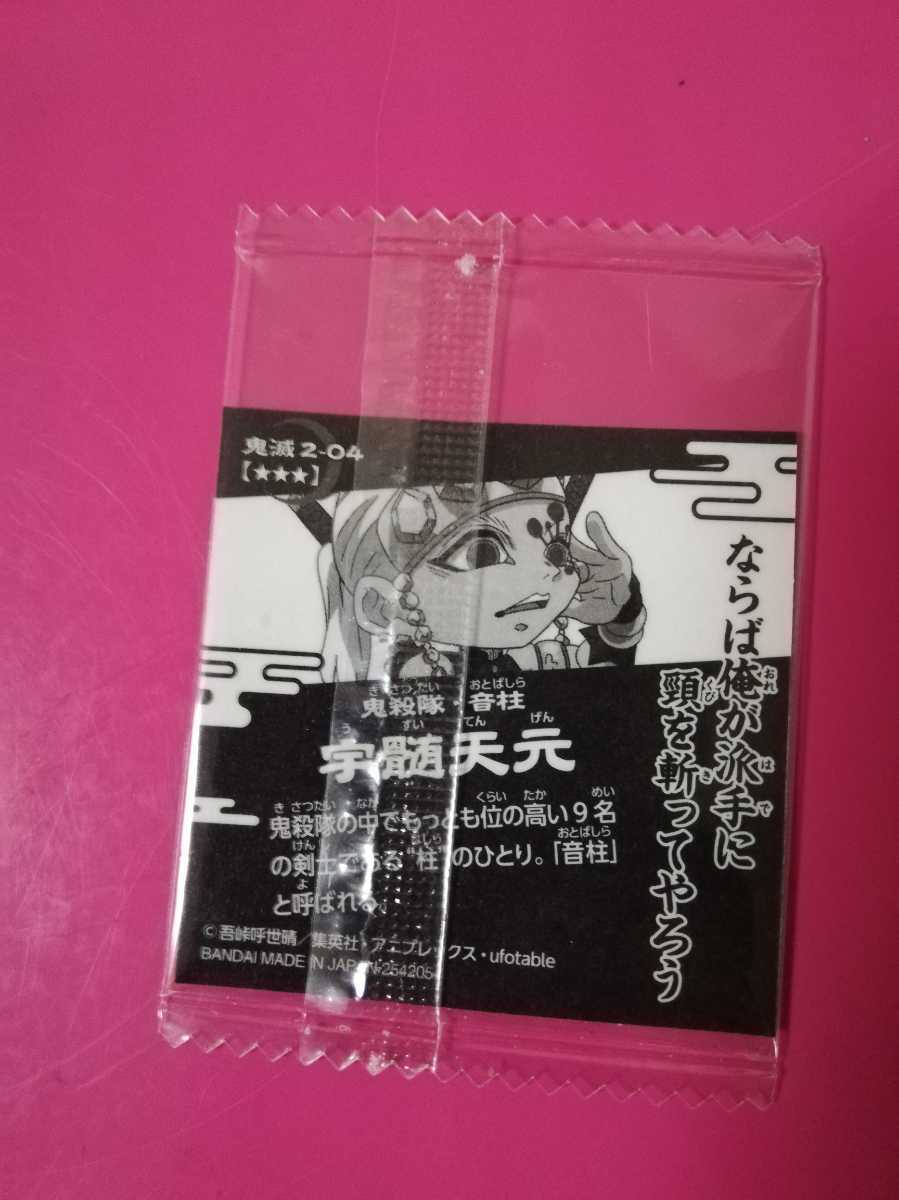 鬼滅 2-04
【★★★】
ならば俺が派手に
頸を斬ってやろう
鬼殺隊・音柱
宇髄天元
鬼殺隊の中でもっとも位の高い9名
の剣士である“柱”のひとり。「音柱」
と呼ばれる。
©吾峠呼世晴／集英社・アニプレックス・ufotable
BANDAI MADE IN JAPAN 2542054